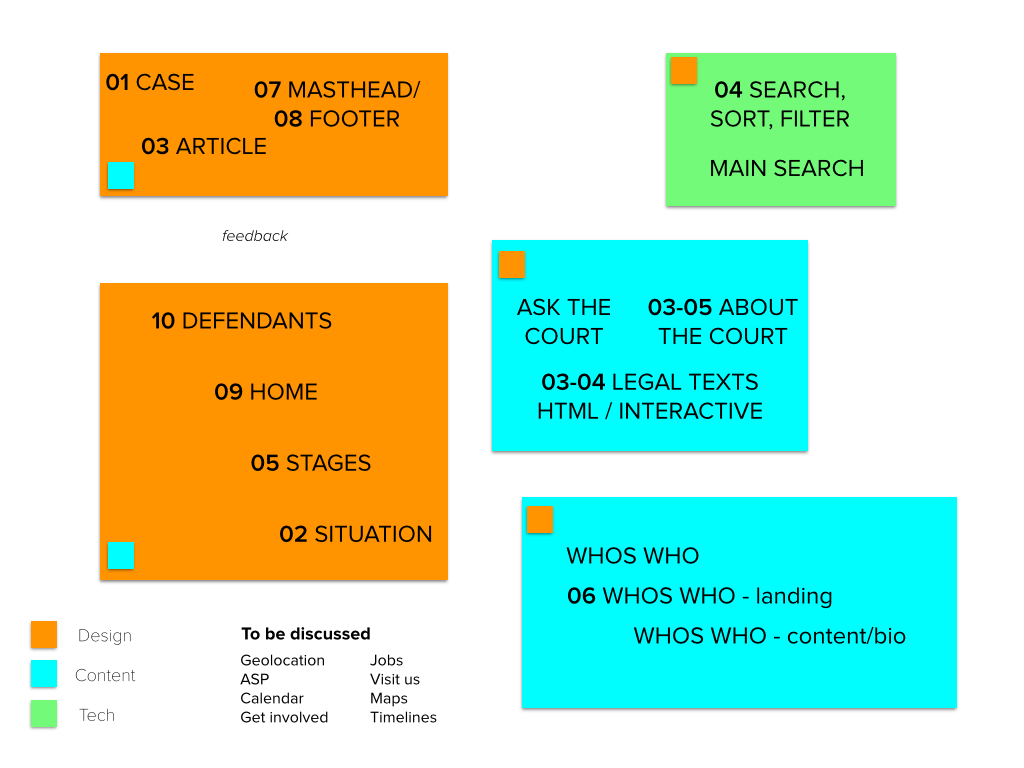 01 CASE
07 MASTHEAD/
08 FOOTER
03 ARTICLE
04 SEARCH,
SORT, FILTER
MAIN SEARCH
feedback
ASK THE
COURT
03-05 ABOUT
THE COURT
03-04 LEGAL TEXTS
HTML / INTERACTIVE
10 DEFENDANTS
09 HOME
05 STAGES
02 SITUATION
WHOS WHO
06 WHOS WHO - landing
WHOS WHO - content/bio
Design
Content
Tech
To be discussed
Geolocation
ASP
Calendar
Get involved
Jobs
Visit us
Maps
Timelines